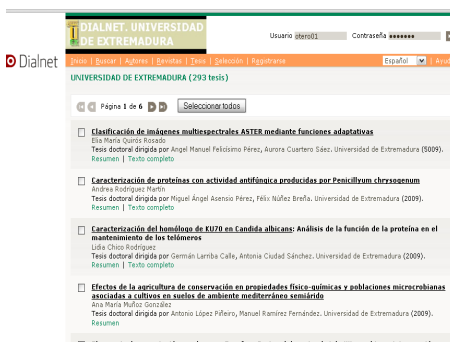 DIALNET. UNIVERSIDAD
DE EXTREMADURA
Usuario otero01 Contraseña
Dialnet
Inicio | Buscar | Autores | Revistas | Tesis | Selección | Registrarse Español
UNIVERSIDAD DE EXTREMADURA (293 tesis)
Página 1 de 6 Seleccionar todos
Clasificación de imágenes multiespectrales ASTER mediante funciones adaptativas
Elia Maria Quirós Rosado
Tesis doctoral dirigida por Angel Manuel Felicísimo Pérez, Aurora Cuartero Sáez. Universidad de Extremadura (5009).
Resumen | Texto completo
Caracterización de proteínas con actividad antifúngica producidas por Penicillyum chrysogenum
Andrea Rodríguez Martín
Tesis doctoral dirigida por Miguel Ángel Asensio Pérez, Félix Núñez Breña. Universidad de Extremadura (2009).
Resumen | Texto completo
Caracterización del homólogo de KU70 en Candida albicans: Análisis de la función de la proteína en el
mantenimiento de los telómeros
Lidia Chico Rodríguez
Tesis doctoral dirigida por Germán Larriba Calle, Antonia Ciudad Sánchez. Universidad de Extremadura (2009).
Resumen | Texto completo
Efectos de la agricultura de conservación en propiedades físico-químicas y poblaciones microcrobianas
asociadas a cultivos en suelos de ambiente mediterráneo semiárido
Ana María Muñoz González
Tesis doctoral dirigida por Antonio López Piñeiro, Manuel Ramírez Fernández. Universidad de Extremadura (2009).
Resumen